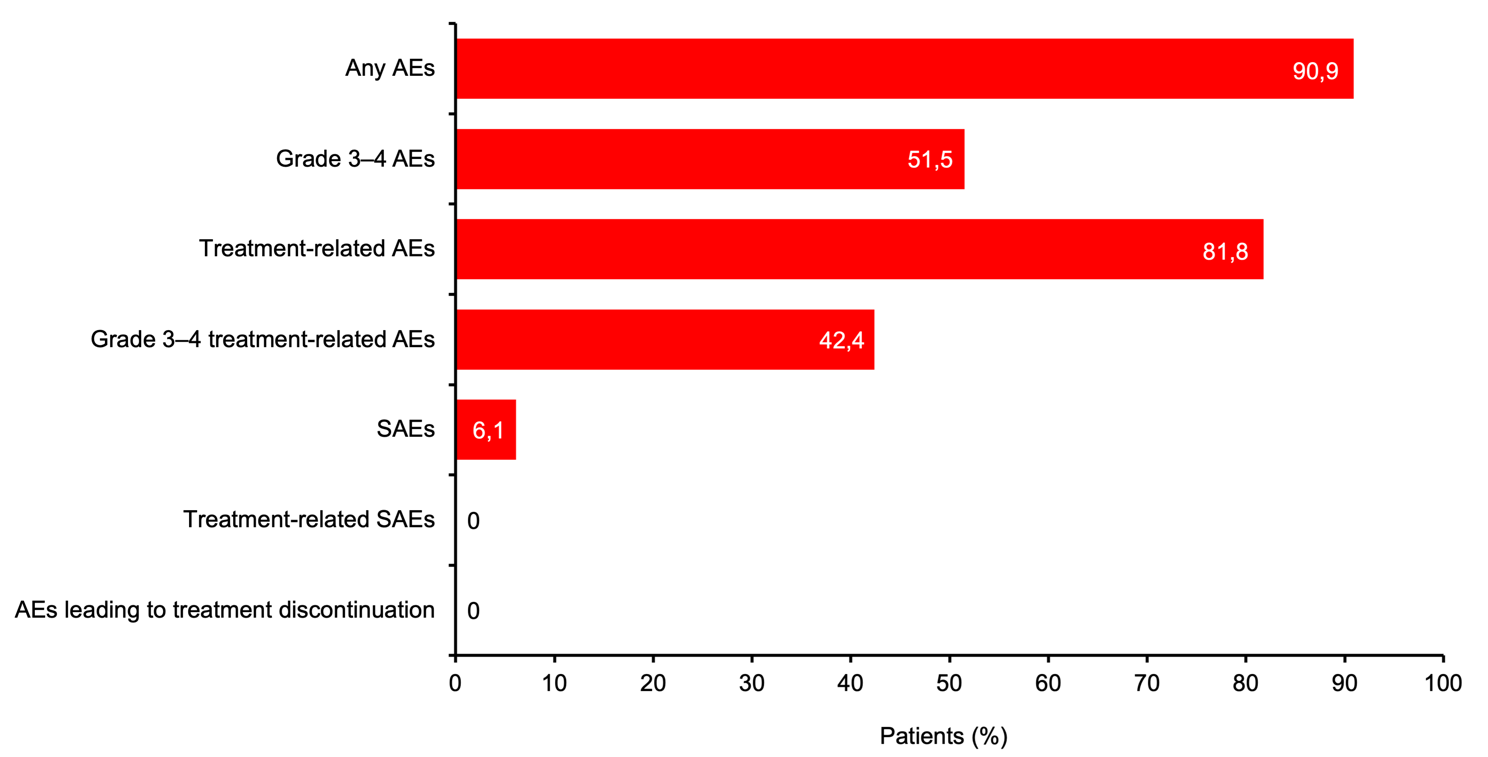 Any AEs
90,9
Grade 3–4 AEs
51,5
Treatment-related AEs
81,8
Grade 3–4 treatment-related AEs
42,4
SAEs
6,1
Treatment-related SAEs
0
AEs leading to treatment discontinuation
0
0 10 20 30 40 50 60 70 80 90 100
Patients (%)